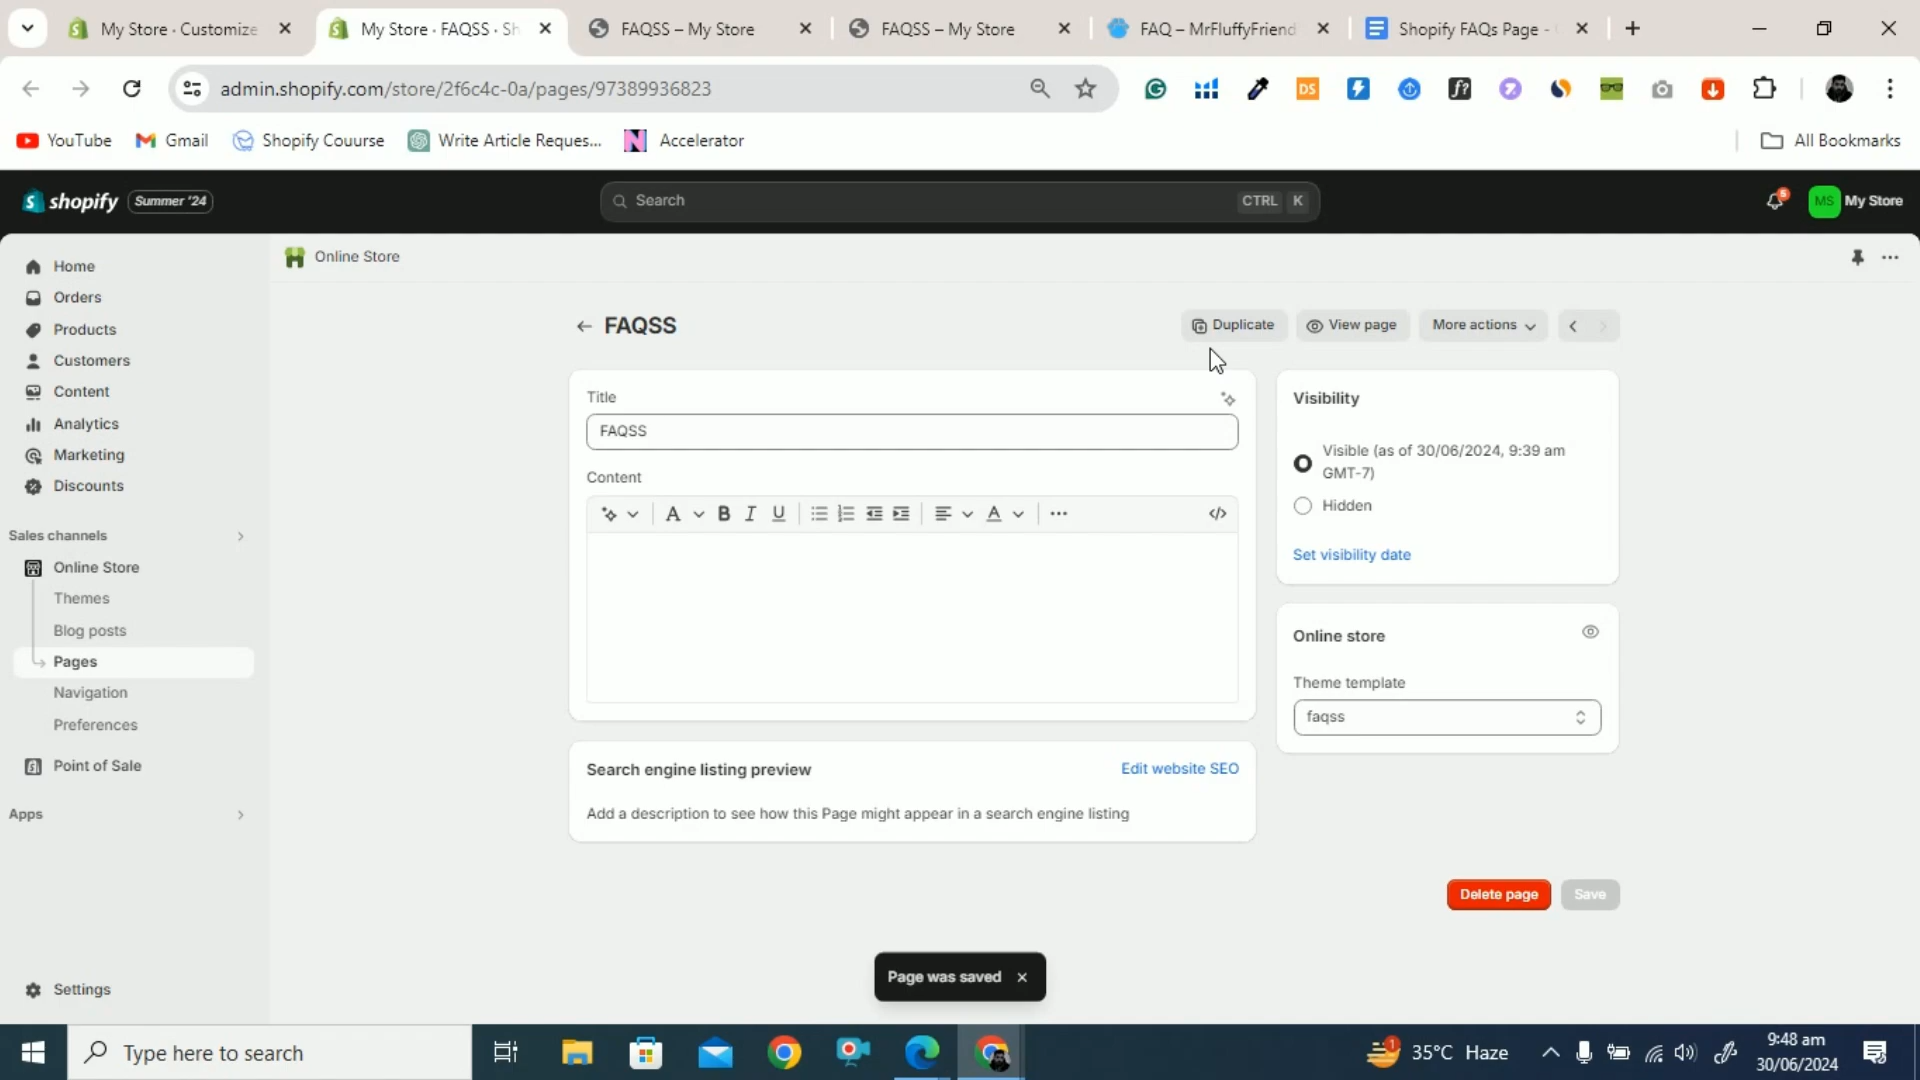 My Store · Customize
My Store · FAQSS · Sh
FAQSS – My Store
FAQSS – My Store
FAQ – MrFluffyFriend
Shopify FAQs Page -
admin.shopify.com/store/2f6c4c-0a/pages/97389936823
YouTube
Gmail
Shopify Couurse
Write Article Reques...
Accelerator
All Bookmarks
shopify
Summer '24
Search
CTRL K
5
MS
My Store
Home
Orders
Products
Customers
Content
Analytics
Marketing
Discounts
Sales channels
Online Store
Themes
Blog posts
Pages
Navigation
Preferences
Point of Sale
Apps
Settings
Online Store
FAQSS
Duplicate
View page
More actions
Title
FAQSS
Content
Search engine listing preview
Edit website SEO
Add a description to see how this Page might appear in a search engine listing
Visibility
Visible (as of 30/06/2024, 9:39 am
GMT-7)
Hidden
Set visibility date
Online store
Theme template
faqss
Delete page
Save
Page was saved
Type here to search
1
35°C Haze
9:48 am
30/06/2024